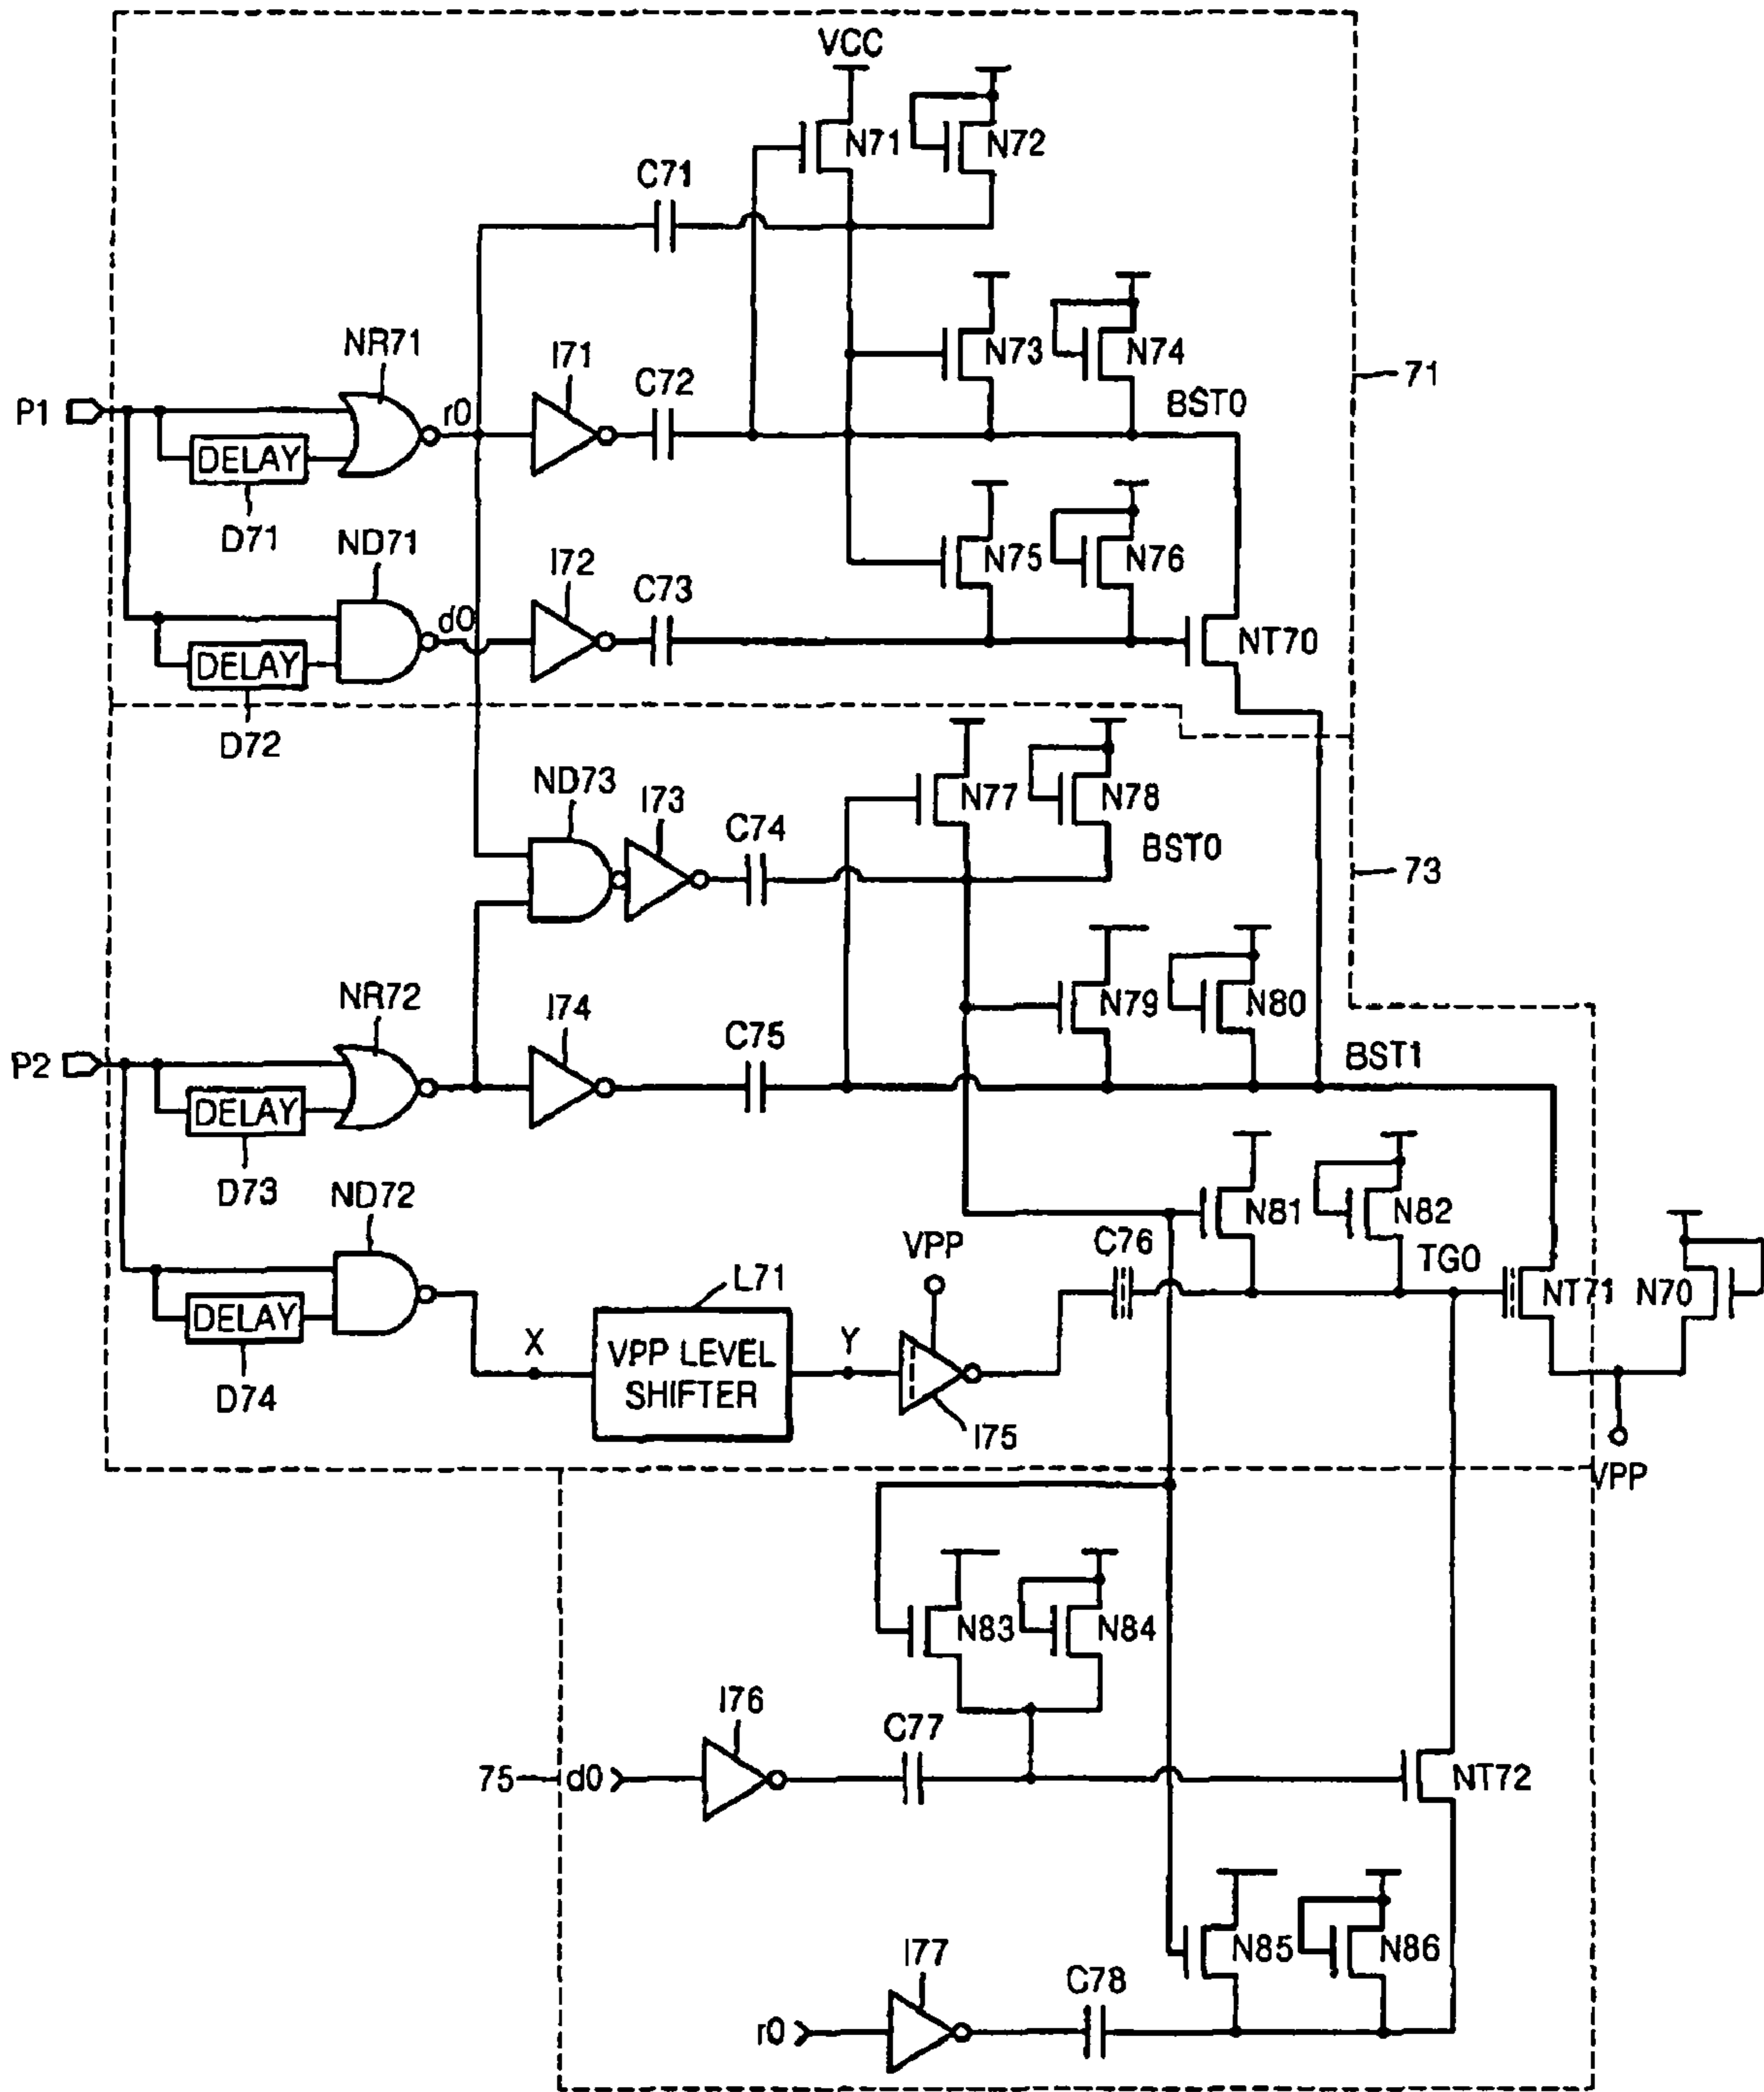 VCC
N71
N72
C71
NR71
I71
C72
N73
N74
71
BST0
P1
r0
DELAY
D71
ND71
I72
C73
N75
N76
d0
NT70
DELAY
D72
ND73
I73
C74
N77
N78
BST0
73
NR72
I74
C75
N79
N80
BST1
P2
DELAY
D73
ND72
N81
N82
VPP
C76
TG0
L71
NT71
N70
DELAY
X
VPP LEVEL
SHIFTER
Y
D74
I75
VPP
N83
N84
I76
C77
75
d0
NT72
N85
N86
I77
C78
r0